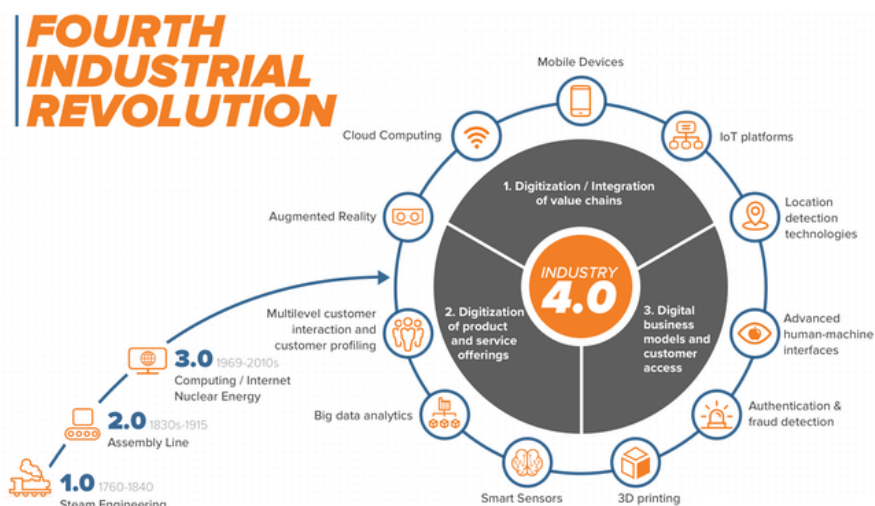 FOURTH
INDUSTRIAL
REVOLUTION
Mobile Devices
Cloud Computing
IoT platforms
Augmented Reality
Location
detection
technologies
Multilevel customer
interaction and
customer profiling
Advanced
human-machine
interfaces
Big data analytics
Authentication &
fraud detection
Smart Sensors
3D printing
1. Digitization / Integration
of value chains
2. Digitization
of product
and service
offerings
3. Digital
business
models and
customer
access
INDUSTRY
4.0
3.0 1969-2010s
Computing / Internet
Nuclear Energy
2.0 1830s-1915
Assembly Line
1.0 1760-1840
Steam Engineering